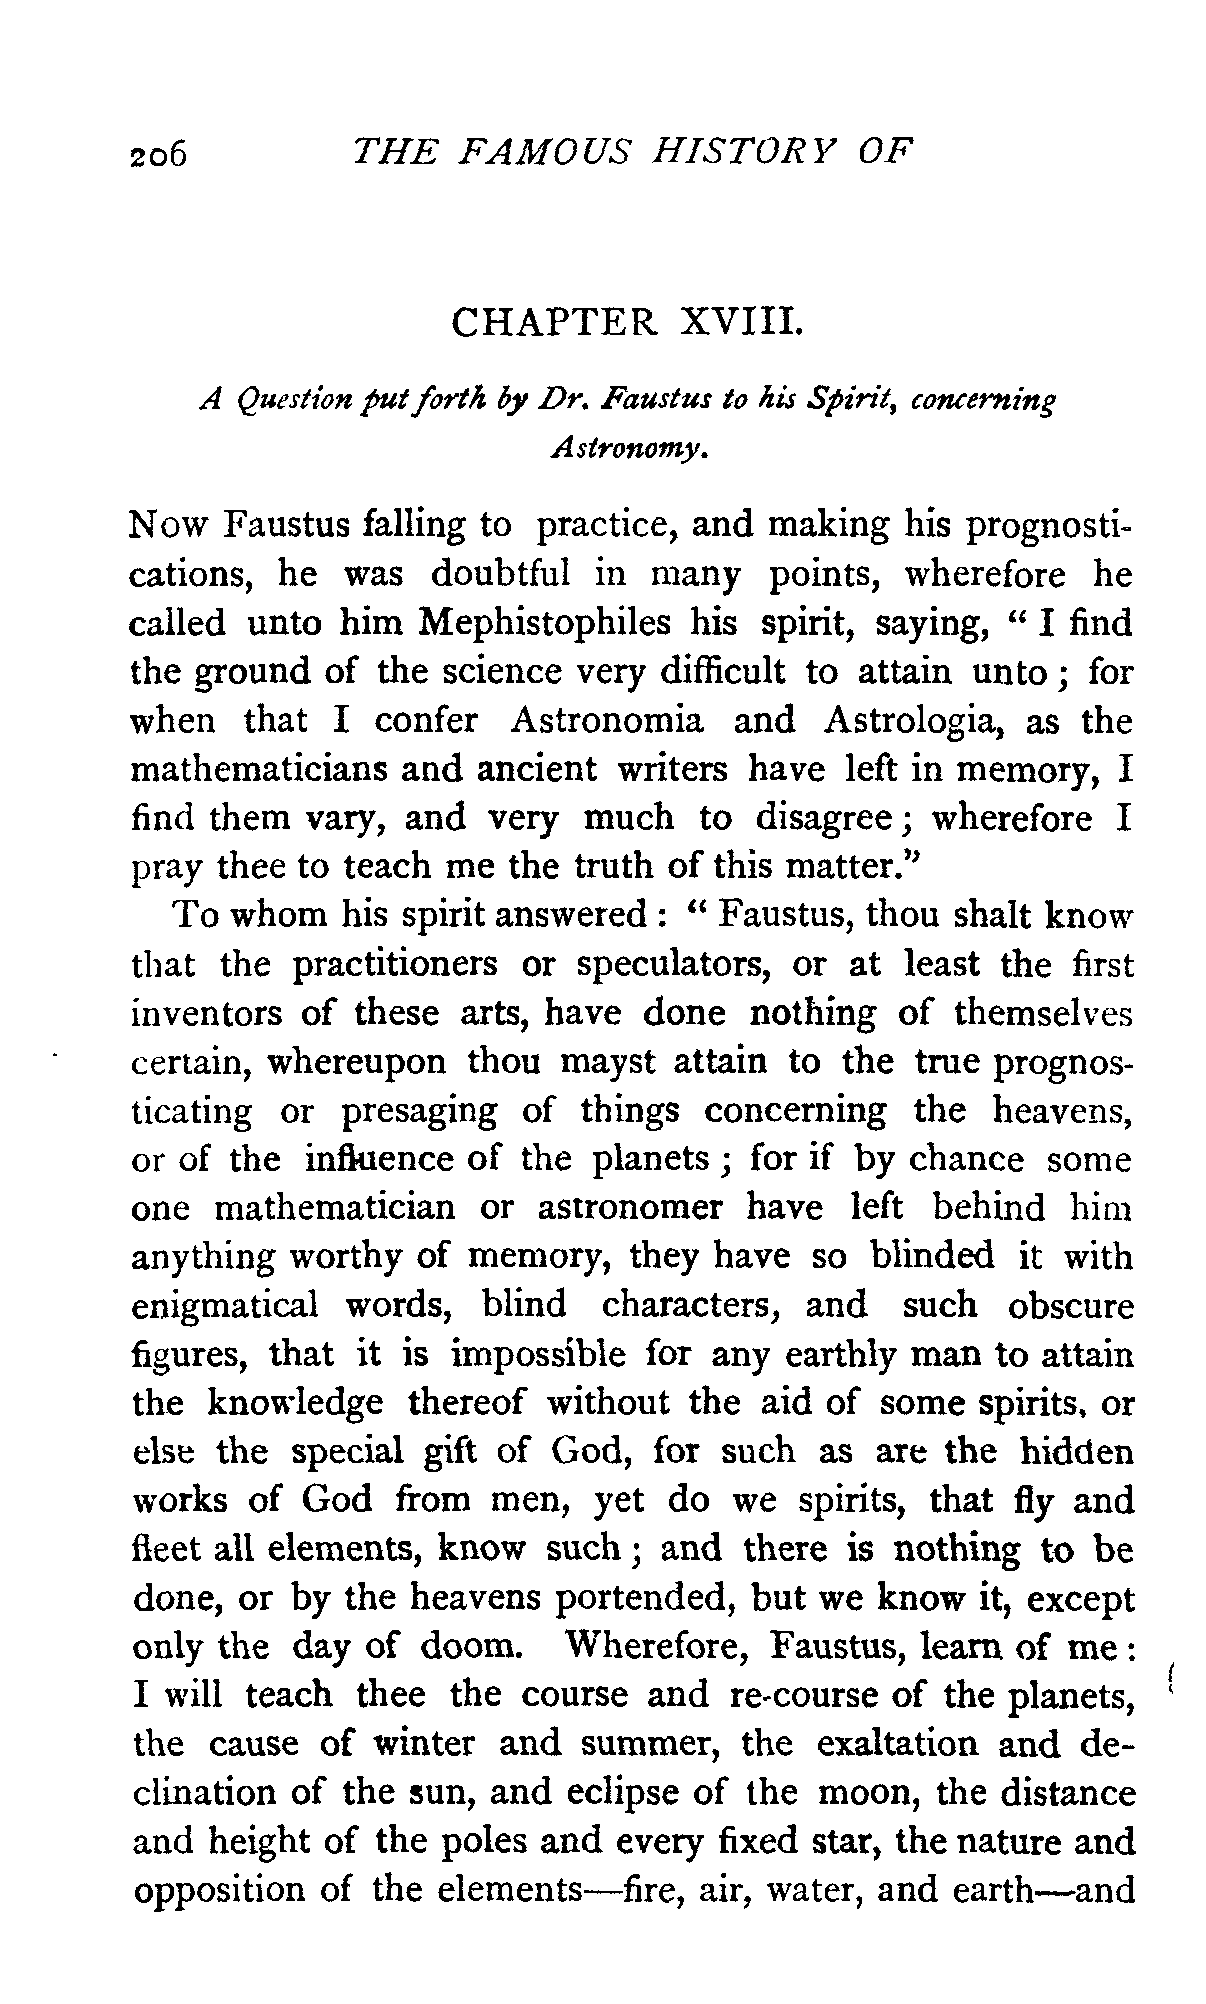 206 THE FAMOUS HISTORY OF
CHAPTER XVIII.
A Question put forth by Dr. Faustus to his Spirit, concerning
Astronomy.
Now Faustus falling to practice, and making his prognosti-
cations, he was doubtful in many points, wherefore he
called unto him Mephistophiles his spirit, saying, “ I find
the ground of the science very difficult to attain unto ; for
when that I confer Astronomia and Astrologia, as the
mathematicians and ancient writers have left in memory, I
find them vary, and very much to disagree ; wherefore I
pray thee to teach me the truth of this matter.”
To whom his spirit answered : “ Faustus, thou shalt know
that the practitioners or speculators, or at least the first
inventors of these arts, have done nothing of themselves
certain, whereupon thou mayst attain to the true prognos-
ticating or presaging of things concerning the heavens,
or of the influence of the planets ; for if by chance some
one mathematician or astronomer have left behind him
anything worthy of memory, they have so blinded it with
enigmatical words, blind characters, and such obscure
figures, that it is impossible for any earthly man to attain
the knowledge thereof without the aid of some spirits, or
else the special gift of God, for such as are the hidden
works of God from men, yet do we spirits, that fly and
fleet all elements, know such ; and there is nothing to be
done, or by the heavens portended, but we know it, except
only the day of doom. Wherefore, Faustus, learn of me :
I will teach thee the course and re-course of the planets,
the cause of winter and summer, the exaltation and de-
clination of the sun, and eclipse of the moon, the distance
and height of the poles and every fixed star, the nature and
opposition of the elements—fire, air, water, and earth—and